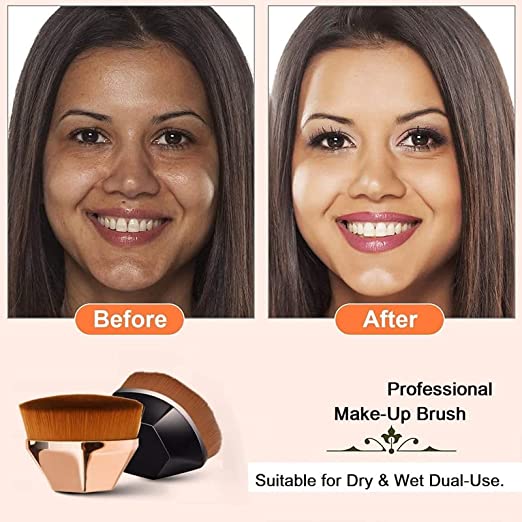 Before
After
Professional
Make-Up Brush
Suitable for Dry & Wet Dual-Use.